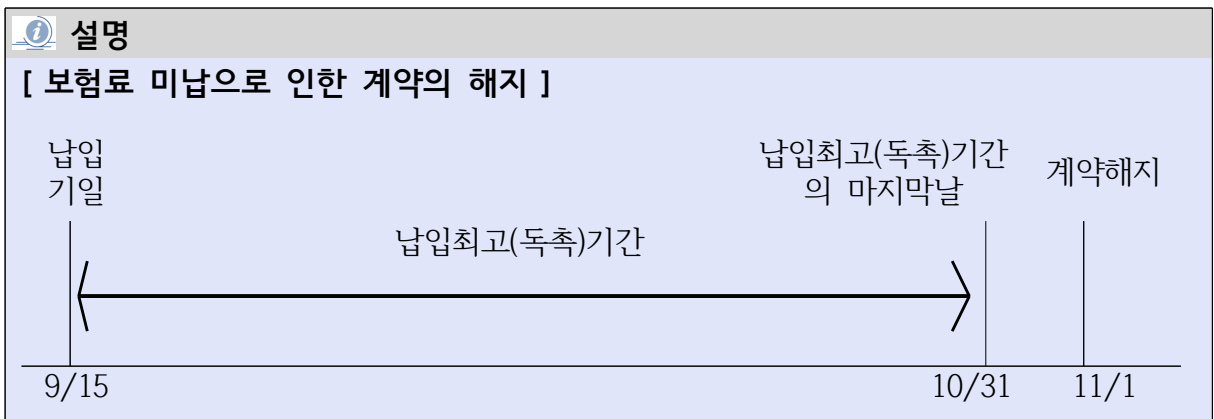 설명
[ 보험료 미납으로 인한 계약의 해지 ]
납입
기일
납입최고(독촉)기간
의 마지막날
계약해지
납입최고(독촉)기간
9/15
10/31
11/1